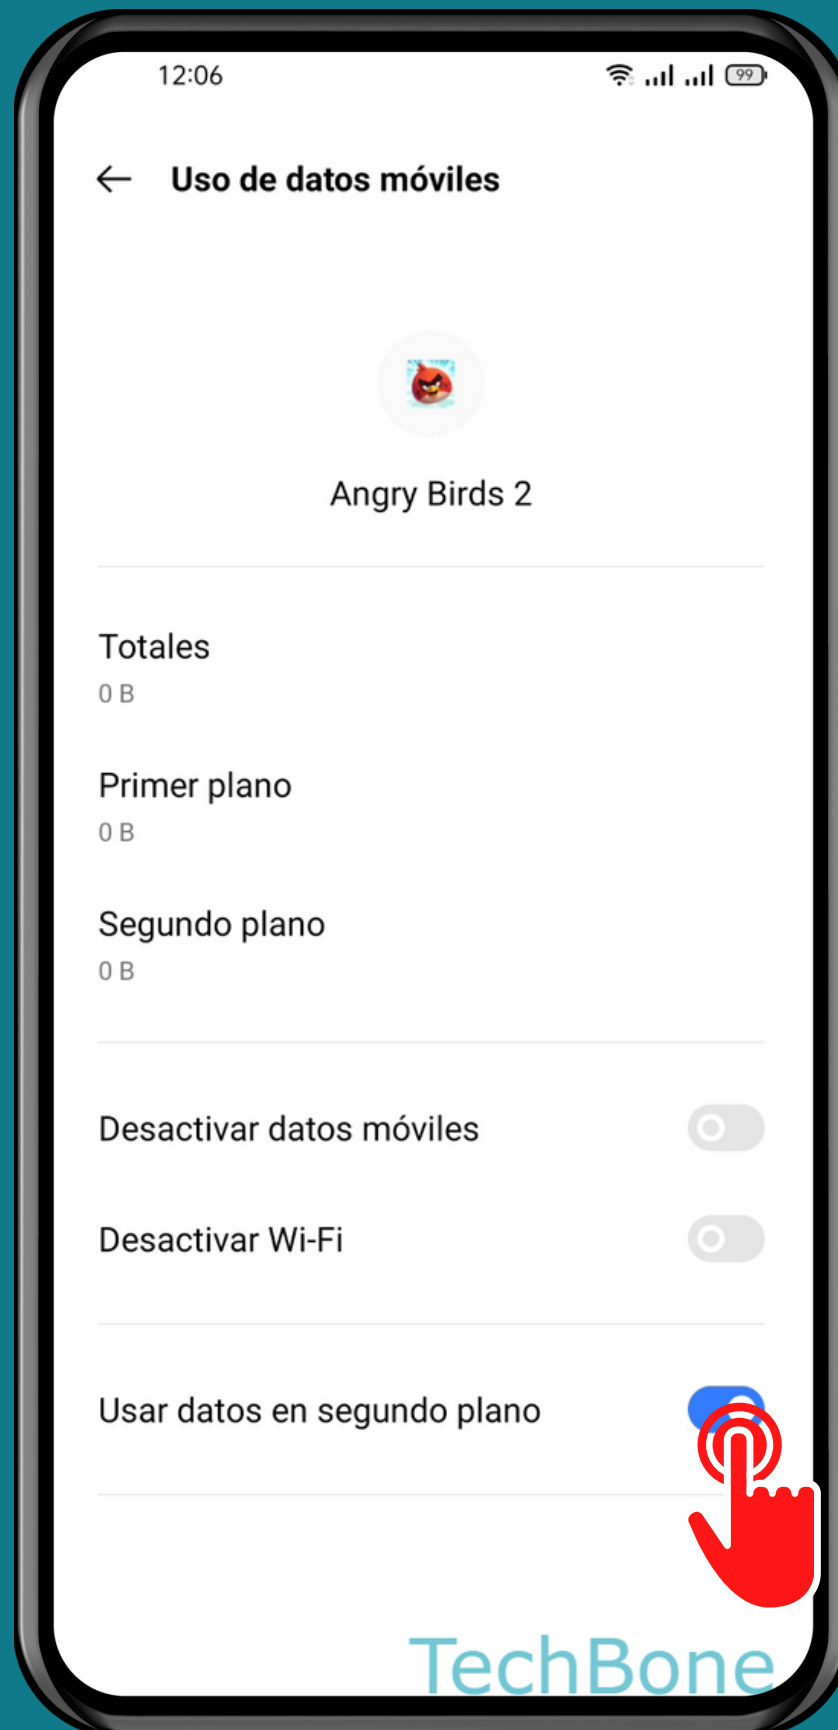 12:06
99
Uso de datos móviles
Angry Birds 2
Totales
0 B
Primer plano
0 B
Segundo plano
0 B
Desactivar datos móviles
Desactivar Wi-Fi
Usar datos en segundo plano
TechBone